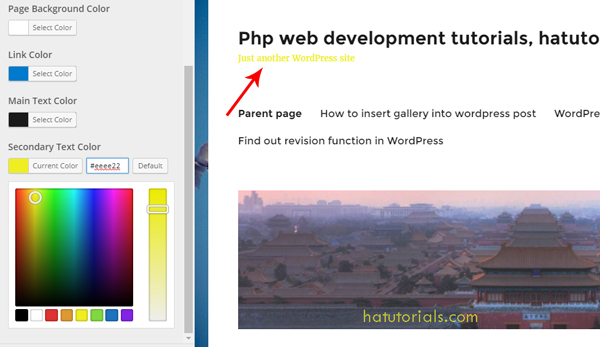 Page Background Color
Select Color
Link Color
Select Color
Main Text Color
Select Color
Secondary Text Color
Current Color #eeee22 Default
Php web development tutorials, hatuto
Just another WordPress site
Parent page How to insert gallery into wordpress post WordPre
Find out revision function in WordPress
hatutorials.com